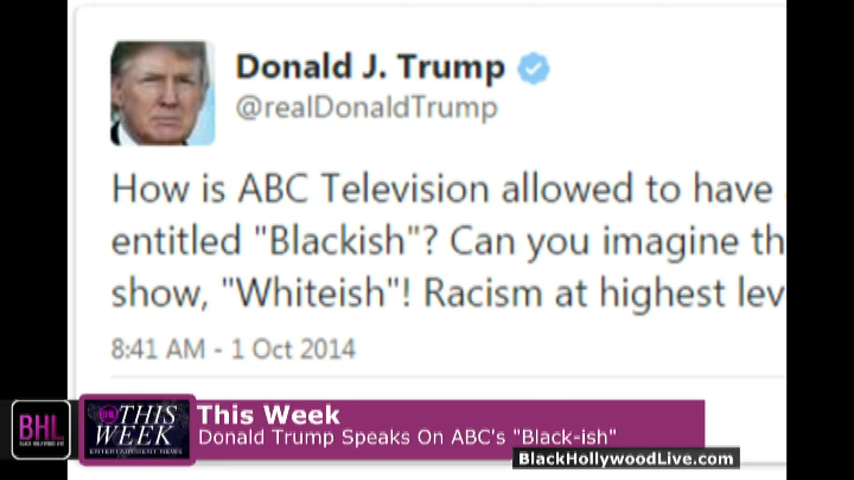 Donald J. Trump
@realDonaldTrump
How is ABC Television allowed to have
entitled "Blackish"? Can you imagine th
show, "Whiteish"! Racism at highest lev
8:41 AM - 1 Oct 2014
BHL
THIS
WEEK
ENTERTAINMENT NEWS
This Week
Donald Trump Speaks On ABC's "Black-ish"
BlackHollywoodLive.com